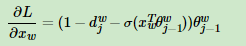 ∂L/∂x_w = (1 − d_j^w − σ(x_w^T θ_{j−1}^w))θ_{j−1}^w